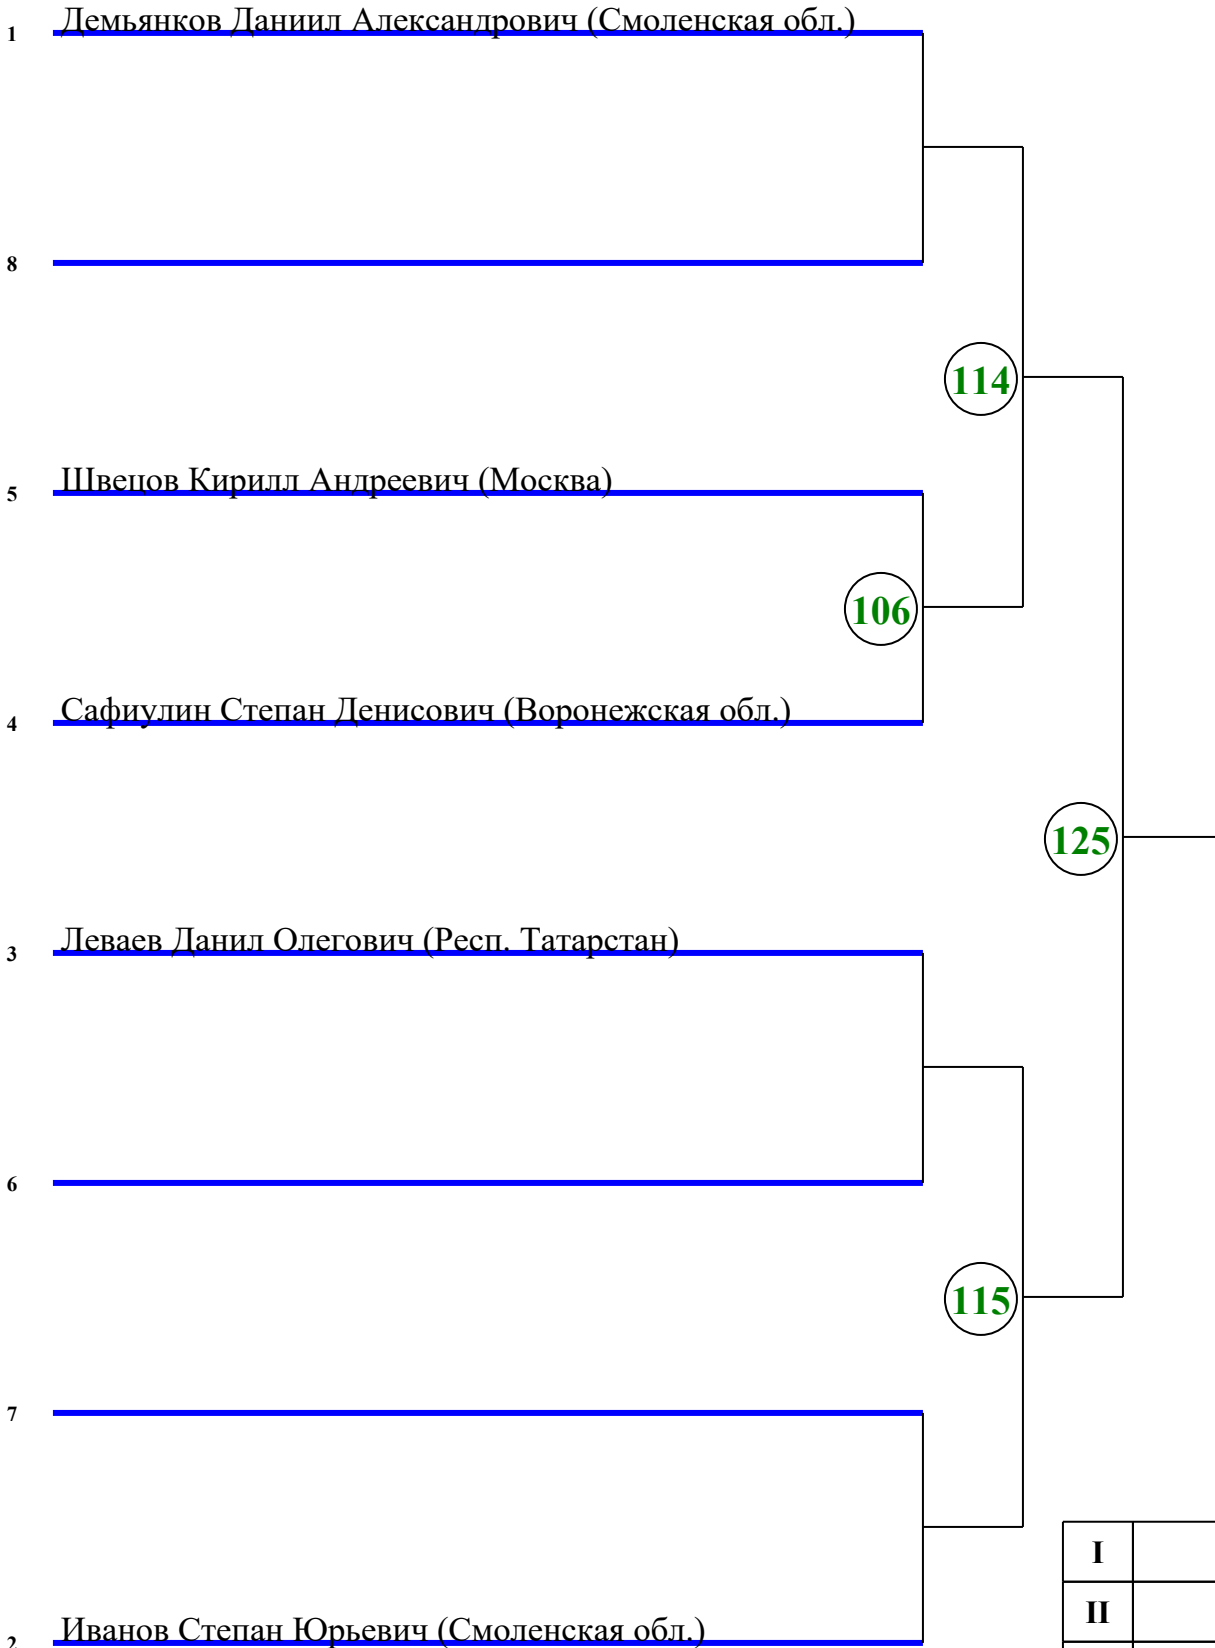 1 Демьянков Даниил Александрович (Смоленская обл.)
8
114
5 Швецов Кирилл Андреевич (Москва)
106
4 Сафиулин Степан Денисович (Воронежская обл.)
125
3 Леваев Данил Олегович (Респ. Татарстан)
6
115
7
I
II
2 Иванов Степан Юрьевич (Смоленская обл.)